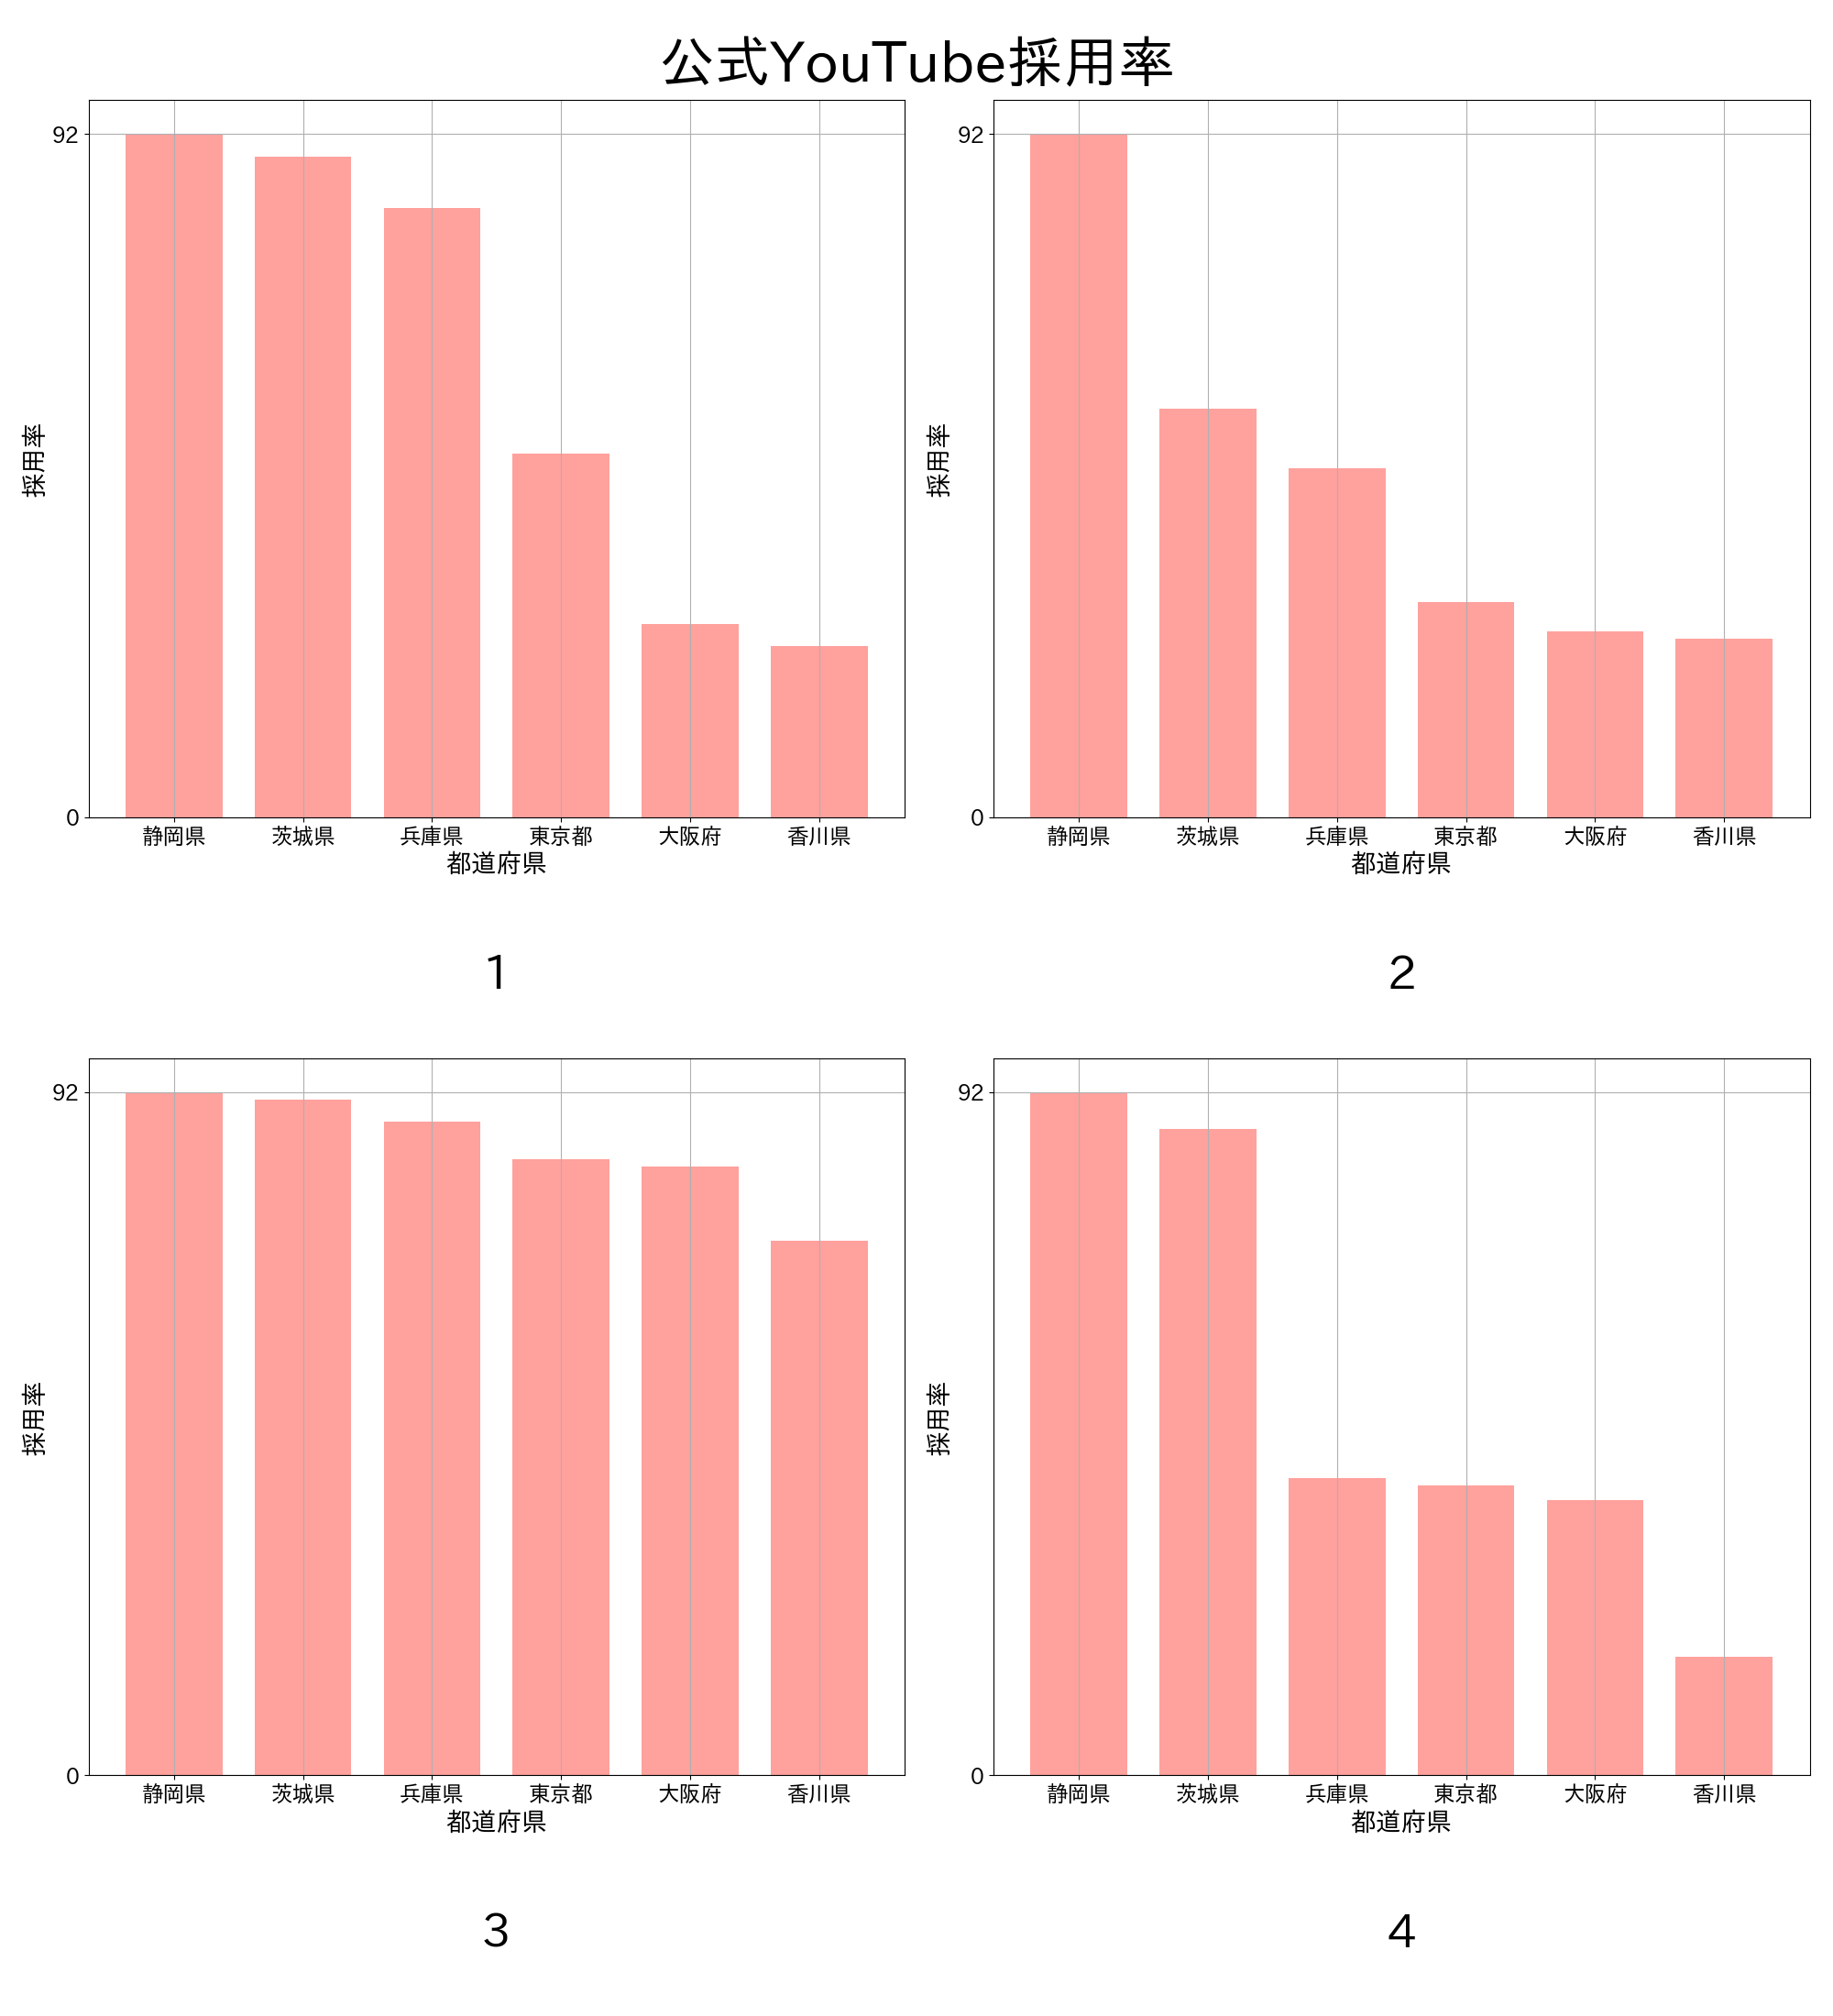 公式YouTube採用率
92
採用率
0
静岡県 茨城県 兵庫県 東京都 大阪府 香川県
都道府県
1
92
採用率
0
静岡県 茨城県 兵庫県 東京都 大阪府 香川県
都道府県
2
92
採用率
0
静岡県 茨城県 兵庫県 東京都 大阪府 香川県
都道府県
3
92
採用率
0
静岡県 茨城県 兵庫県 東京都 大阪府 香川県
都道府県
4